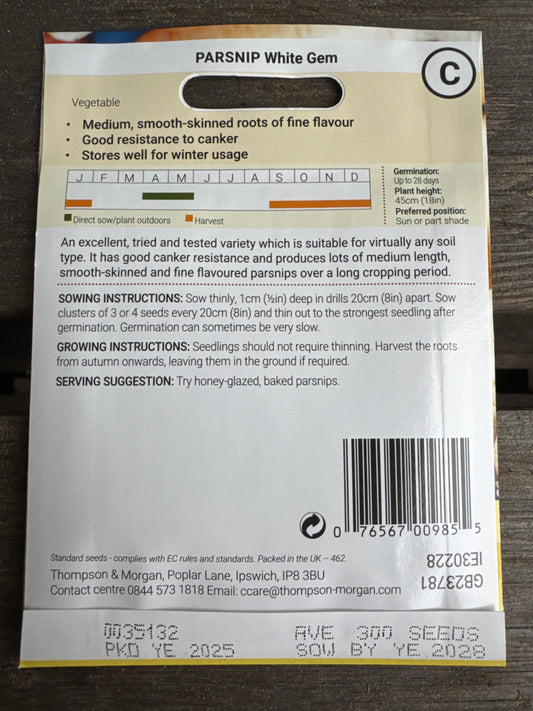 PARSNIP White Gem
C
Vegetable
• Medium, smooth-skinned roots of fine flavour
• Good resistance to canker
• Stores well for winter usage
J F M A M J J A S O N D
Direct sow/plant outdoors Harvest
Germination:
Up to 28 days
Plant height:
45cm (18in)
Preferred position:
Sun or part shade
An excellent, tried and tested variety which is suitable for virtually any soil
type. It has good canker resistance and produces lots of medium length,
smooth-skinned and fine flavoured parsnips over a long cropping period.
SOWING INSTRUCTIONS: Sow thinly, 1cm (½in) deep in drills 20cm (8in) apart. Sow
clusters of 3 or 4 seeds every 20cm (8in) and thin out to the strongest seedling after
germination. Germination can sometimes be very slow.
GROWING INSTRUCTIONS: Seedlings should not require thinning. Harvest the roots
from autumn onwards, leaving them in the ground if required.
SERVING SUGGESTION: Try honey-glazed, baked parsnips.
0 76567 00985 5
Standard seeds - complies with EC rules and standards. Packed in the UK – 462.
Thompson & Morgan, Poplar Lane, Ipswich, IP8 3BU
Contact centre 0844 573 1818 Email: ccare@thompson-morgan.com
IE30228
GB23781
0035132
PKD YE 2025
AVE 300 SEEDS
SOW BY YE 2028